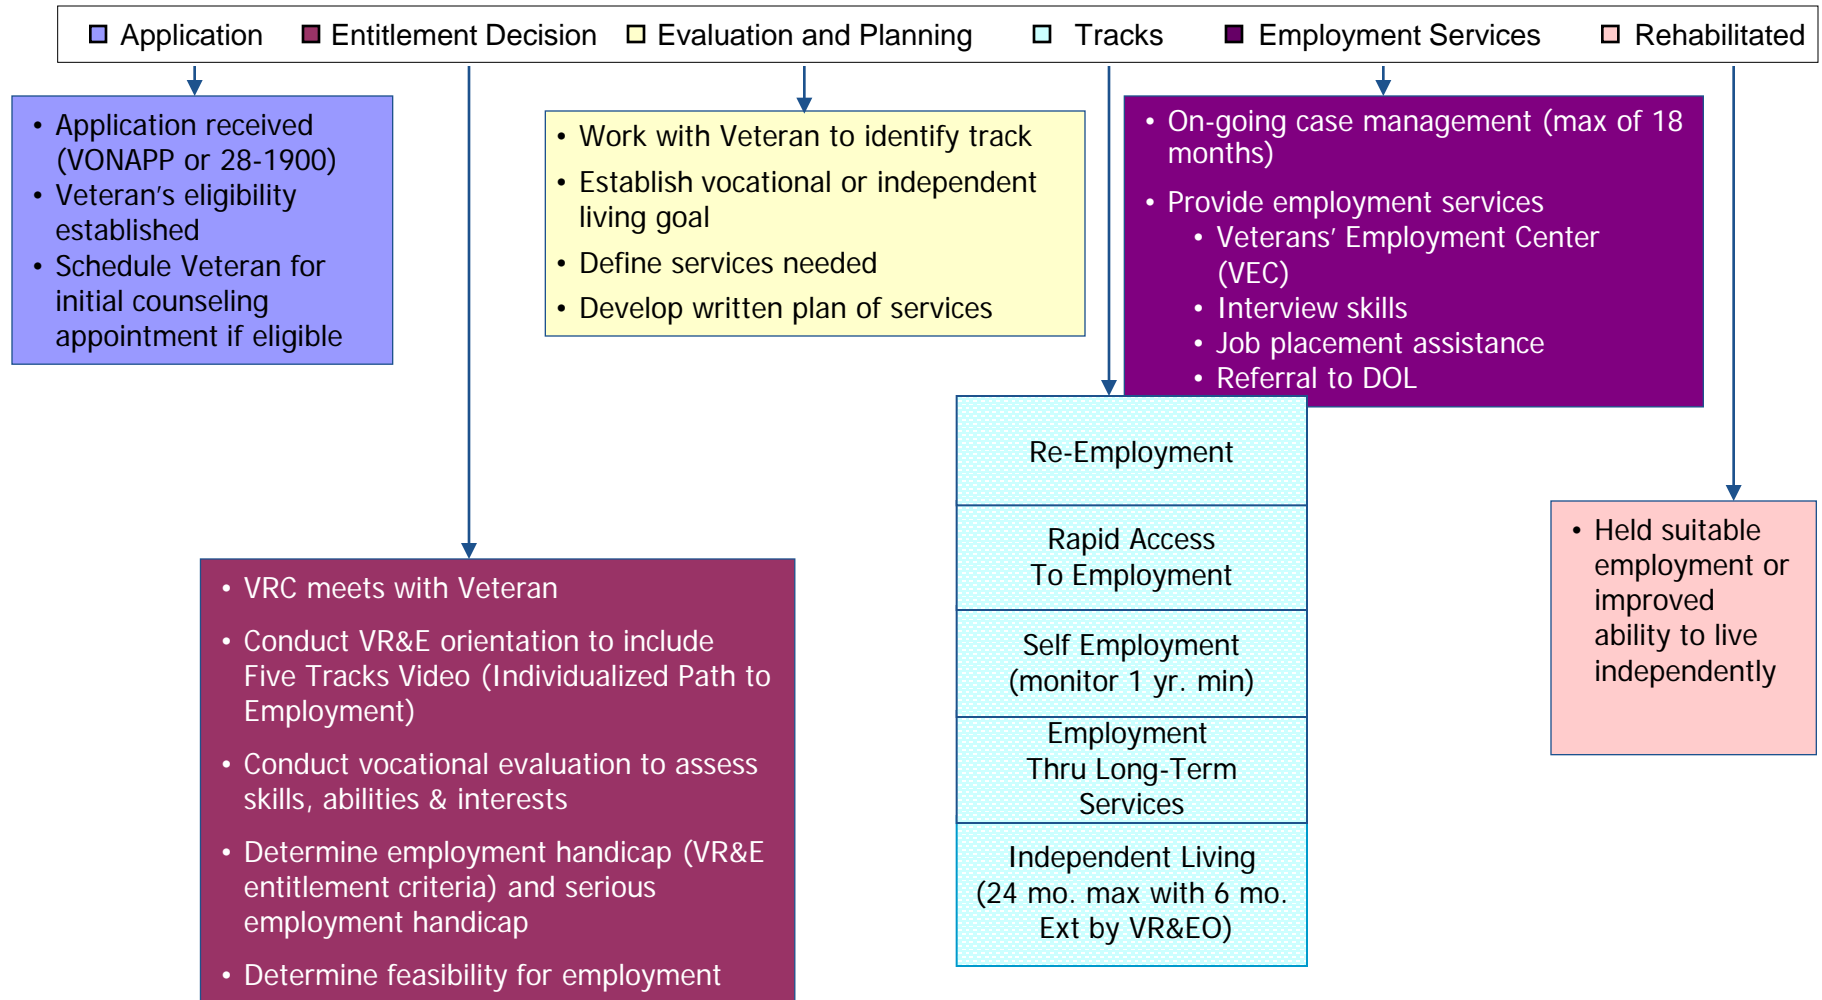 Application Entitlement Decision Evaluation and Planning Tracks Employment Services Rehabilitated
• Application received
(VONAPP or 28-1900)
• Veteran's eligibility
established
• Schedule Veteran for
initial counseling
appointment if eligible
• VRC meets with Veteran
• Conduct VR&E orientation to include
Five Tracks Video (Individualized Path to
Employment)
• Conduct vocational evaluation to assess
skills, abilities & interests
• Determine employment handicap (VR&E
entitlement criteria) and serious
employment handicap
• Determine feasibility for employment
• Work with Veteran to identify track
• Establish vocational or independent
living goal
• Define services needed
• Develop written plan of services
Re-Employment
Rapid Access
To Employment
Self Employment
(monitor 1 yr. min)
Employment
Thru Long-Term
Services
Independent Living
(24 mo. max with 6 mo.
Ext by VR&EO)
• On-going case management (max of 18
months)
• Provide employment services
• Veterans' Employment Center
(VEC)
• Interview skills
• Job placement assistance
• Referral to DOL
• Held suitable
employment or
improved
ability to live
independently